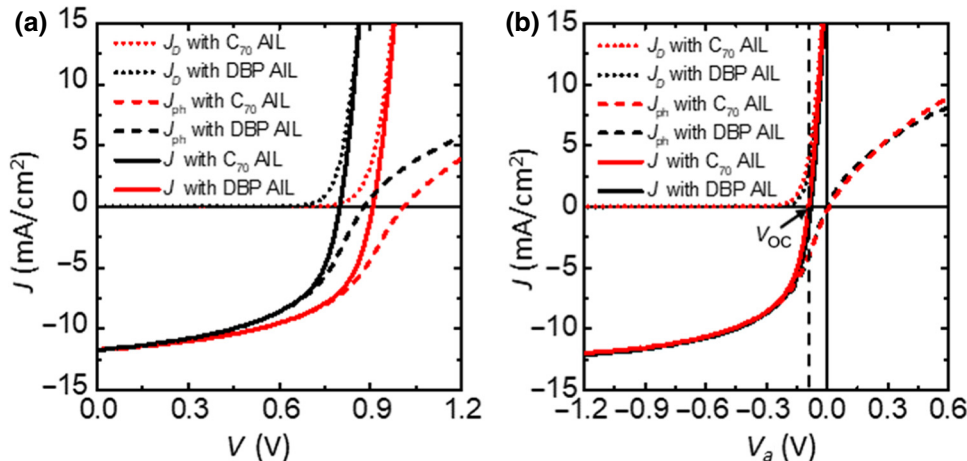 (a)
J_D with C₇₀ AIL
J_D with DBP AIL
J_ph with C₇₀ AIL
J_ph with DBP AIL
J with C₇₀ AIL
J with DBP AIL
15
10
5
0
−5
−10
−15
J (mA/cm²)
0.0 0.3 0.6 0.9 1.2
V (V)
(b)
J_D with C₇₀ AIL
J_D with DBP AIL
J_ph with C₇₀ AIL
J_ph with DBP AIL
J with C₇₀ AIL
J with DBP AIL
V_OC
15
10
5
0
−5
−10
−15
J (mA/cm²)
−1.2 −0.9 −0.6 −0.3 0.0 0.3 0.6
V_a (V)